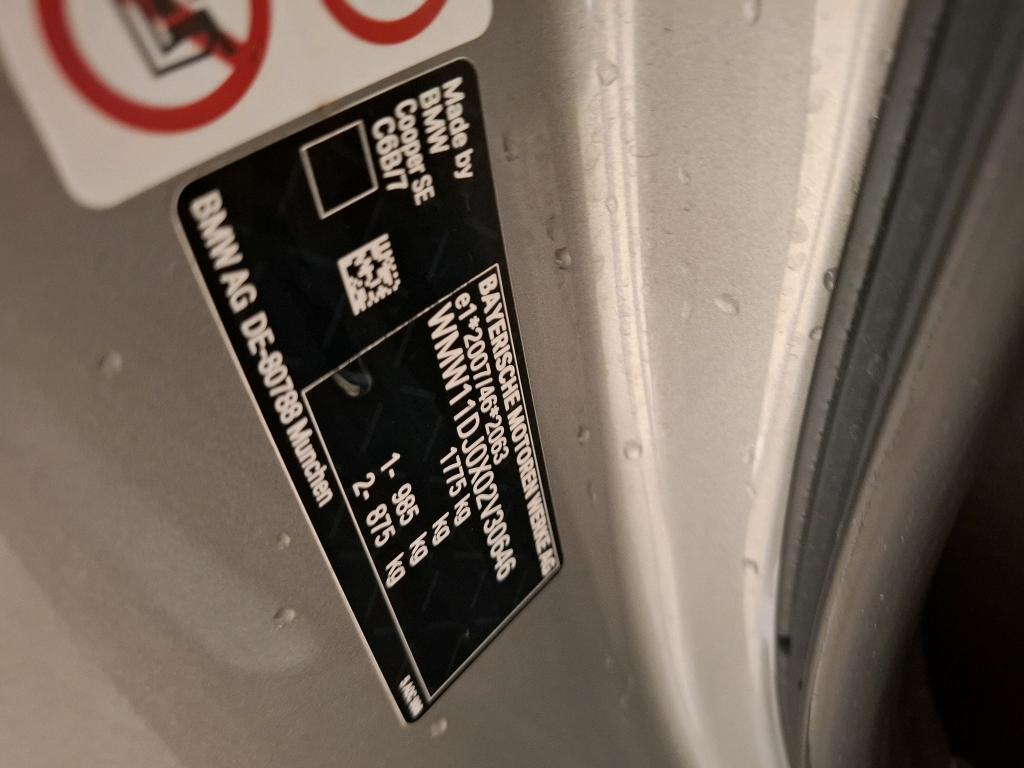 BAYERISCHE MOTOREN WERKE AG
e1*2007/46*2063
WMW11DJ0X02V30646
1775 kg
kg
1- 985 kg
2- 875 kg
Made by
BMW
Cooper SE
C6B/7
BMW AG DE-80788 München